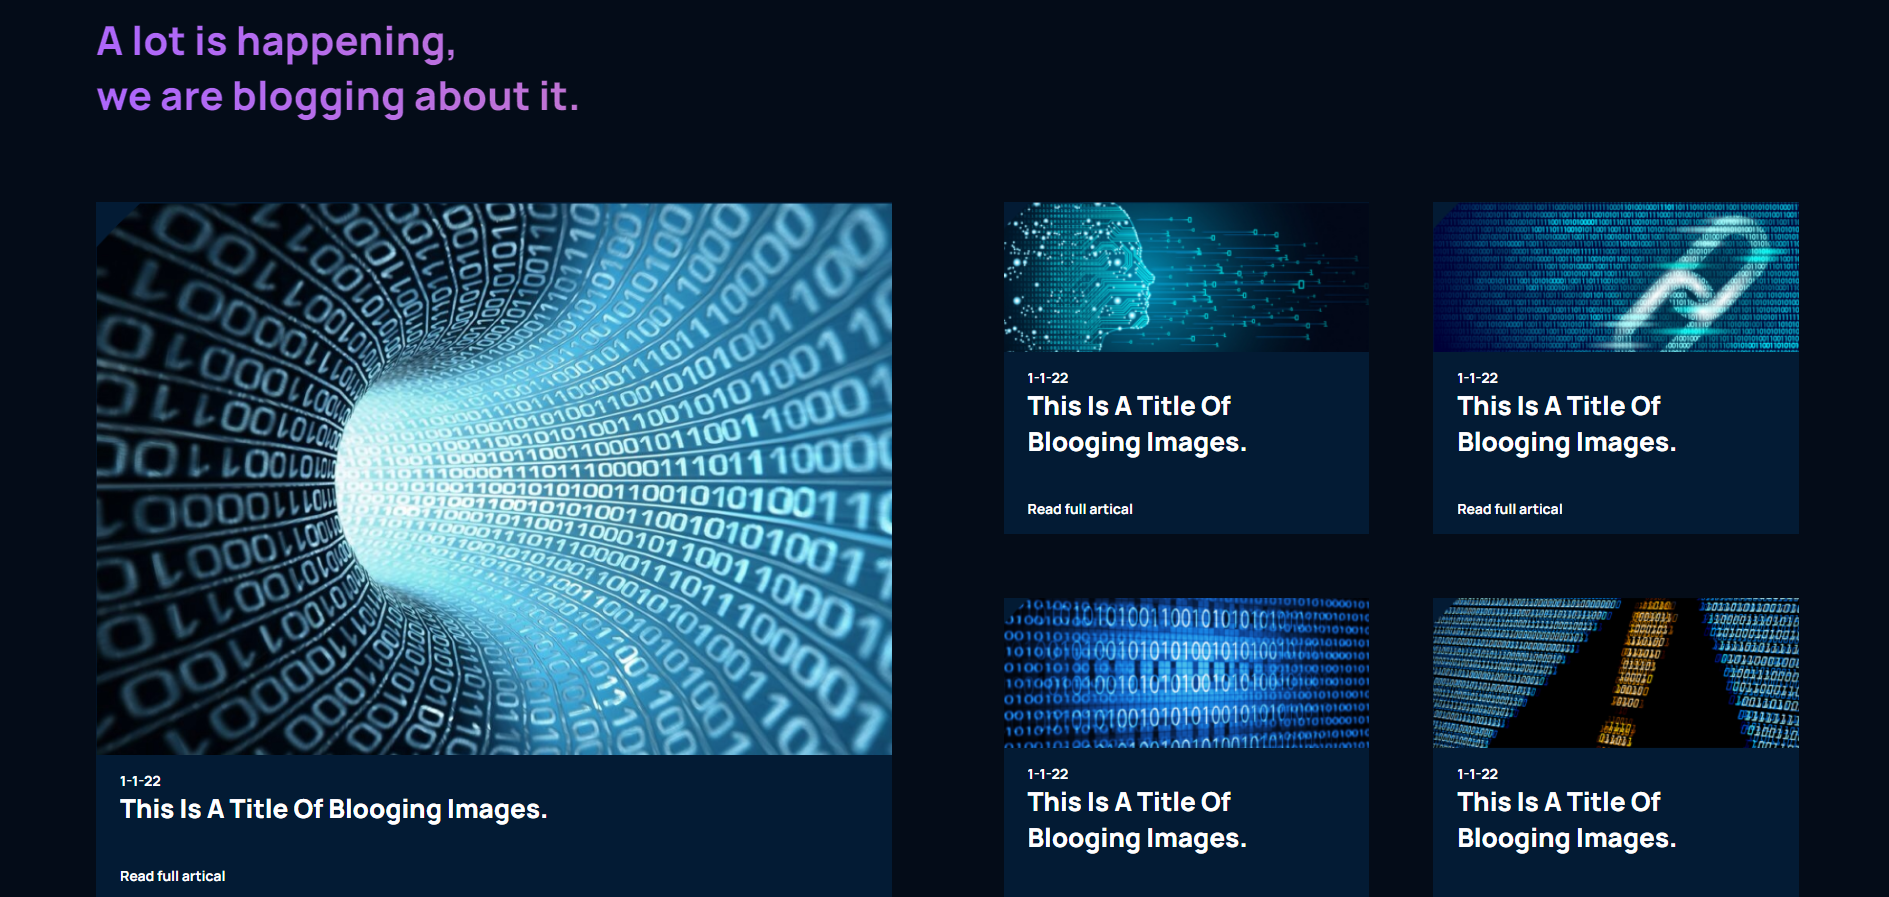 A lot is happening,
we are blogging about it.
1-1-22
This Is A Title Of Blooging Images.
Read full artical
1-1-22
This Is A Title Of
Blooging Images.
Read full artical
1-1-22
This Is A Title Of
Blooging Images.
Read full artical
1-1-22
This Is A Title Of
Blooging Images.
1-1-22
This Is A Title Of
Blooging Images.